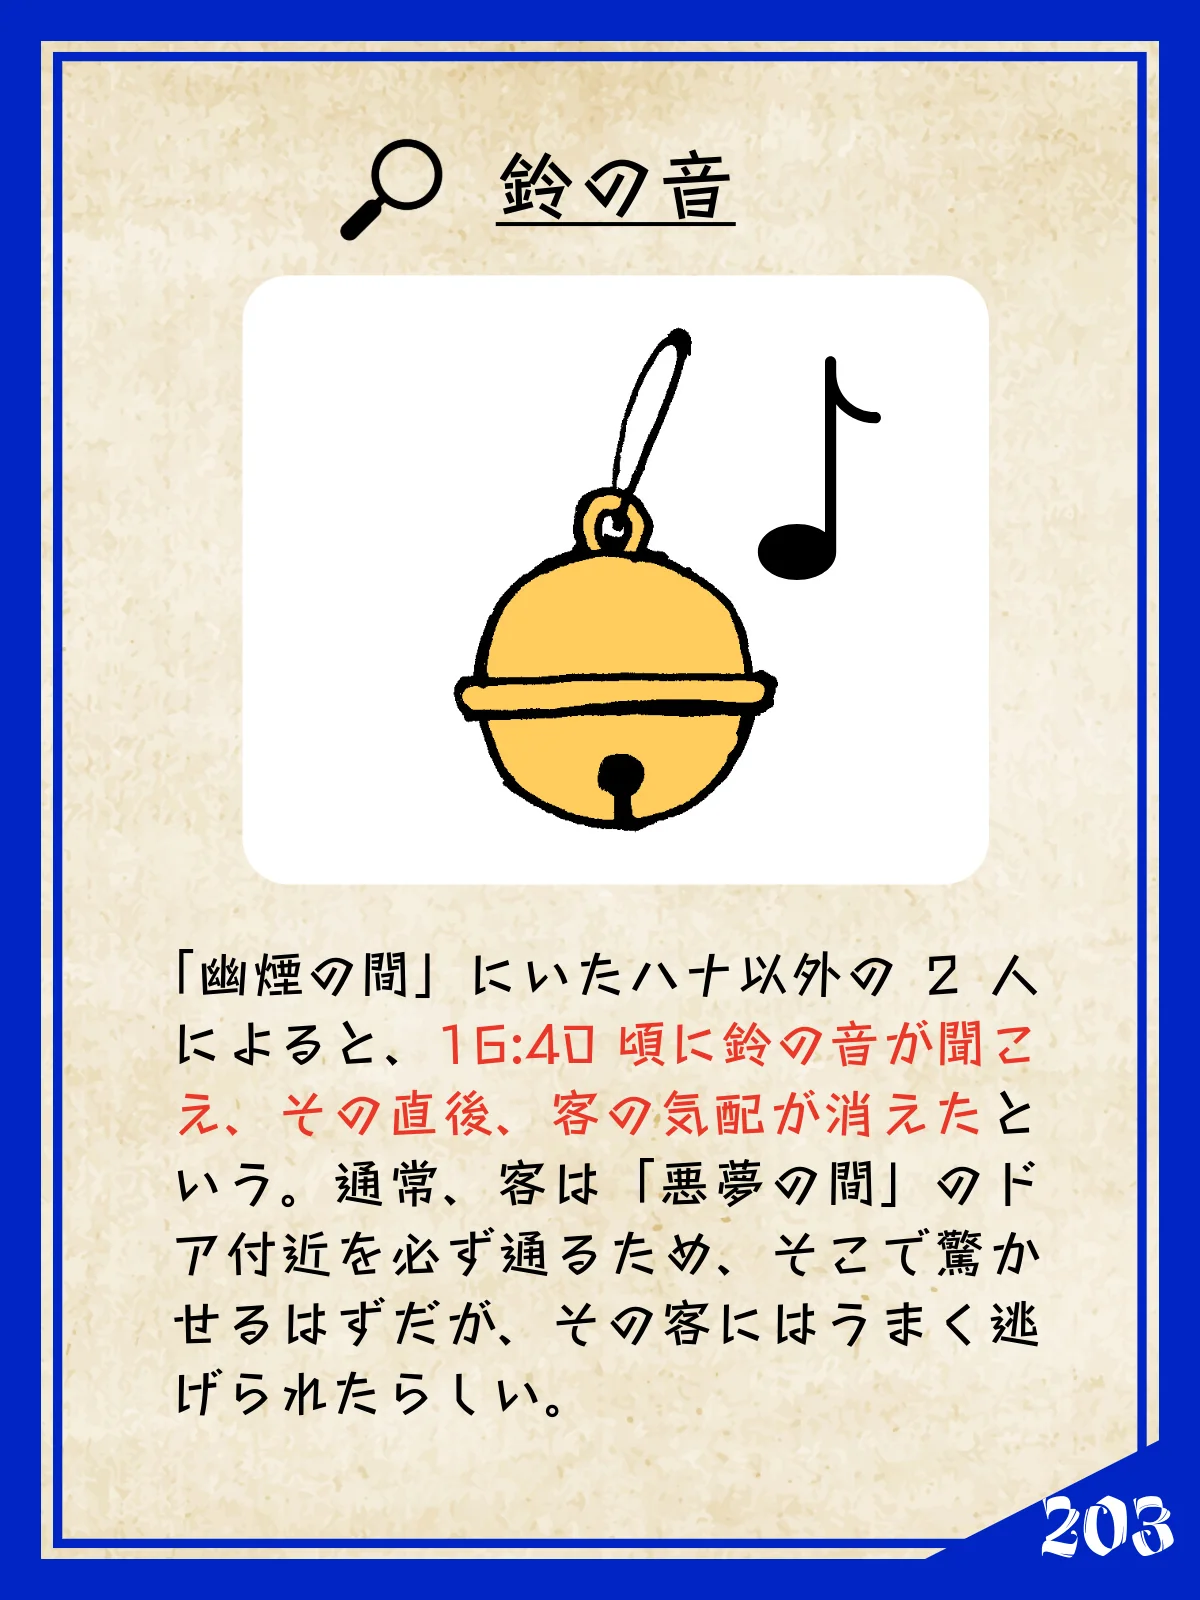 鈴の音
「幽煙の間」にいたハナ以外の 2 人
によると、16:40 頃に鈴の音が聞こ
え、その直後、客の気配が消えたと
いう。通常、客は「悪夢の間」のド
ア付近を必ず通るため、そこで驚か
せるはずだが、その客にはうまく逃
げられたらしい。
203